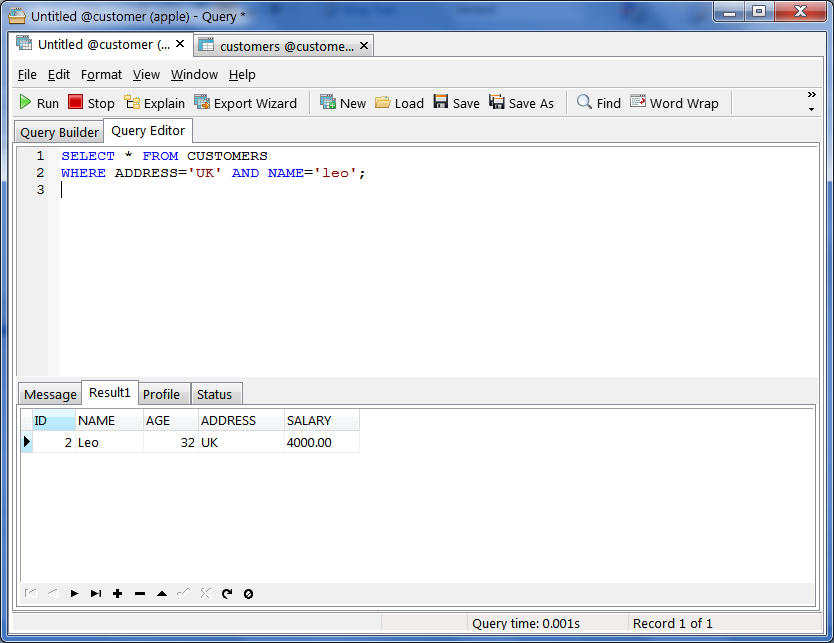 Untitled @customer (apple) - Query *
Untitled @customer (... customers @custome...
File Edit Format View Window Help
Run Stop Explain Export Wizard New Load Save Save As Find Word Wrap
Query Builder Query Editor
1 SELECT * FROM CUSTOMERS
2 WHERE ADDRESS='UK' AND NAME='leo';
3
Message Result1 Profile Status
ID NAME AGE ADDRESS SALARY
2 Leo 32 UK 4000.00
Query time: 0.001s Record 1 of 1